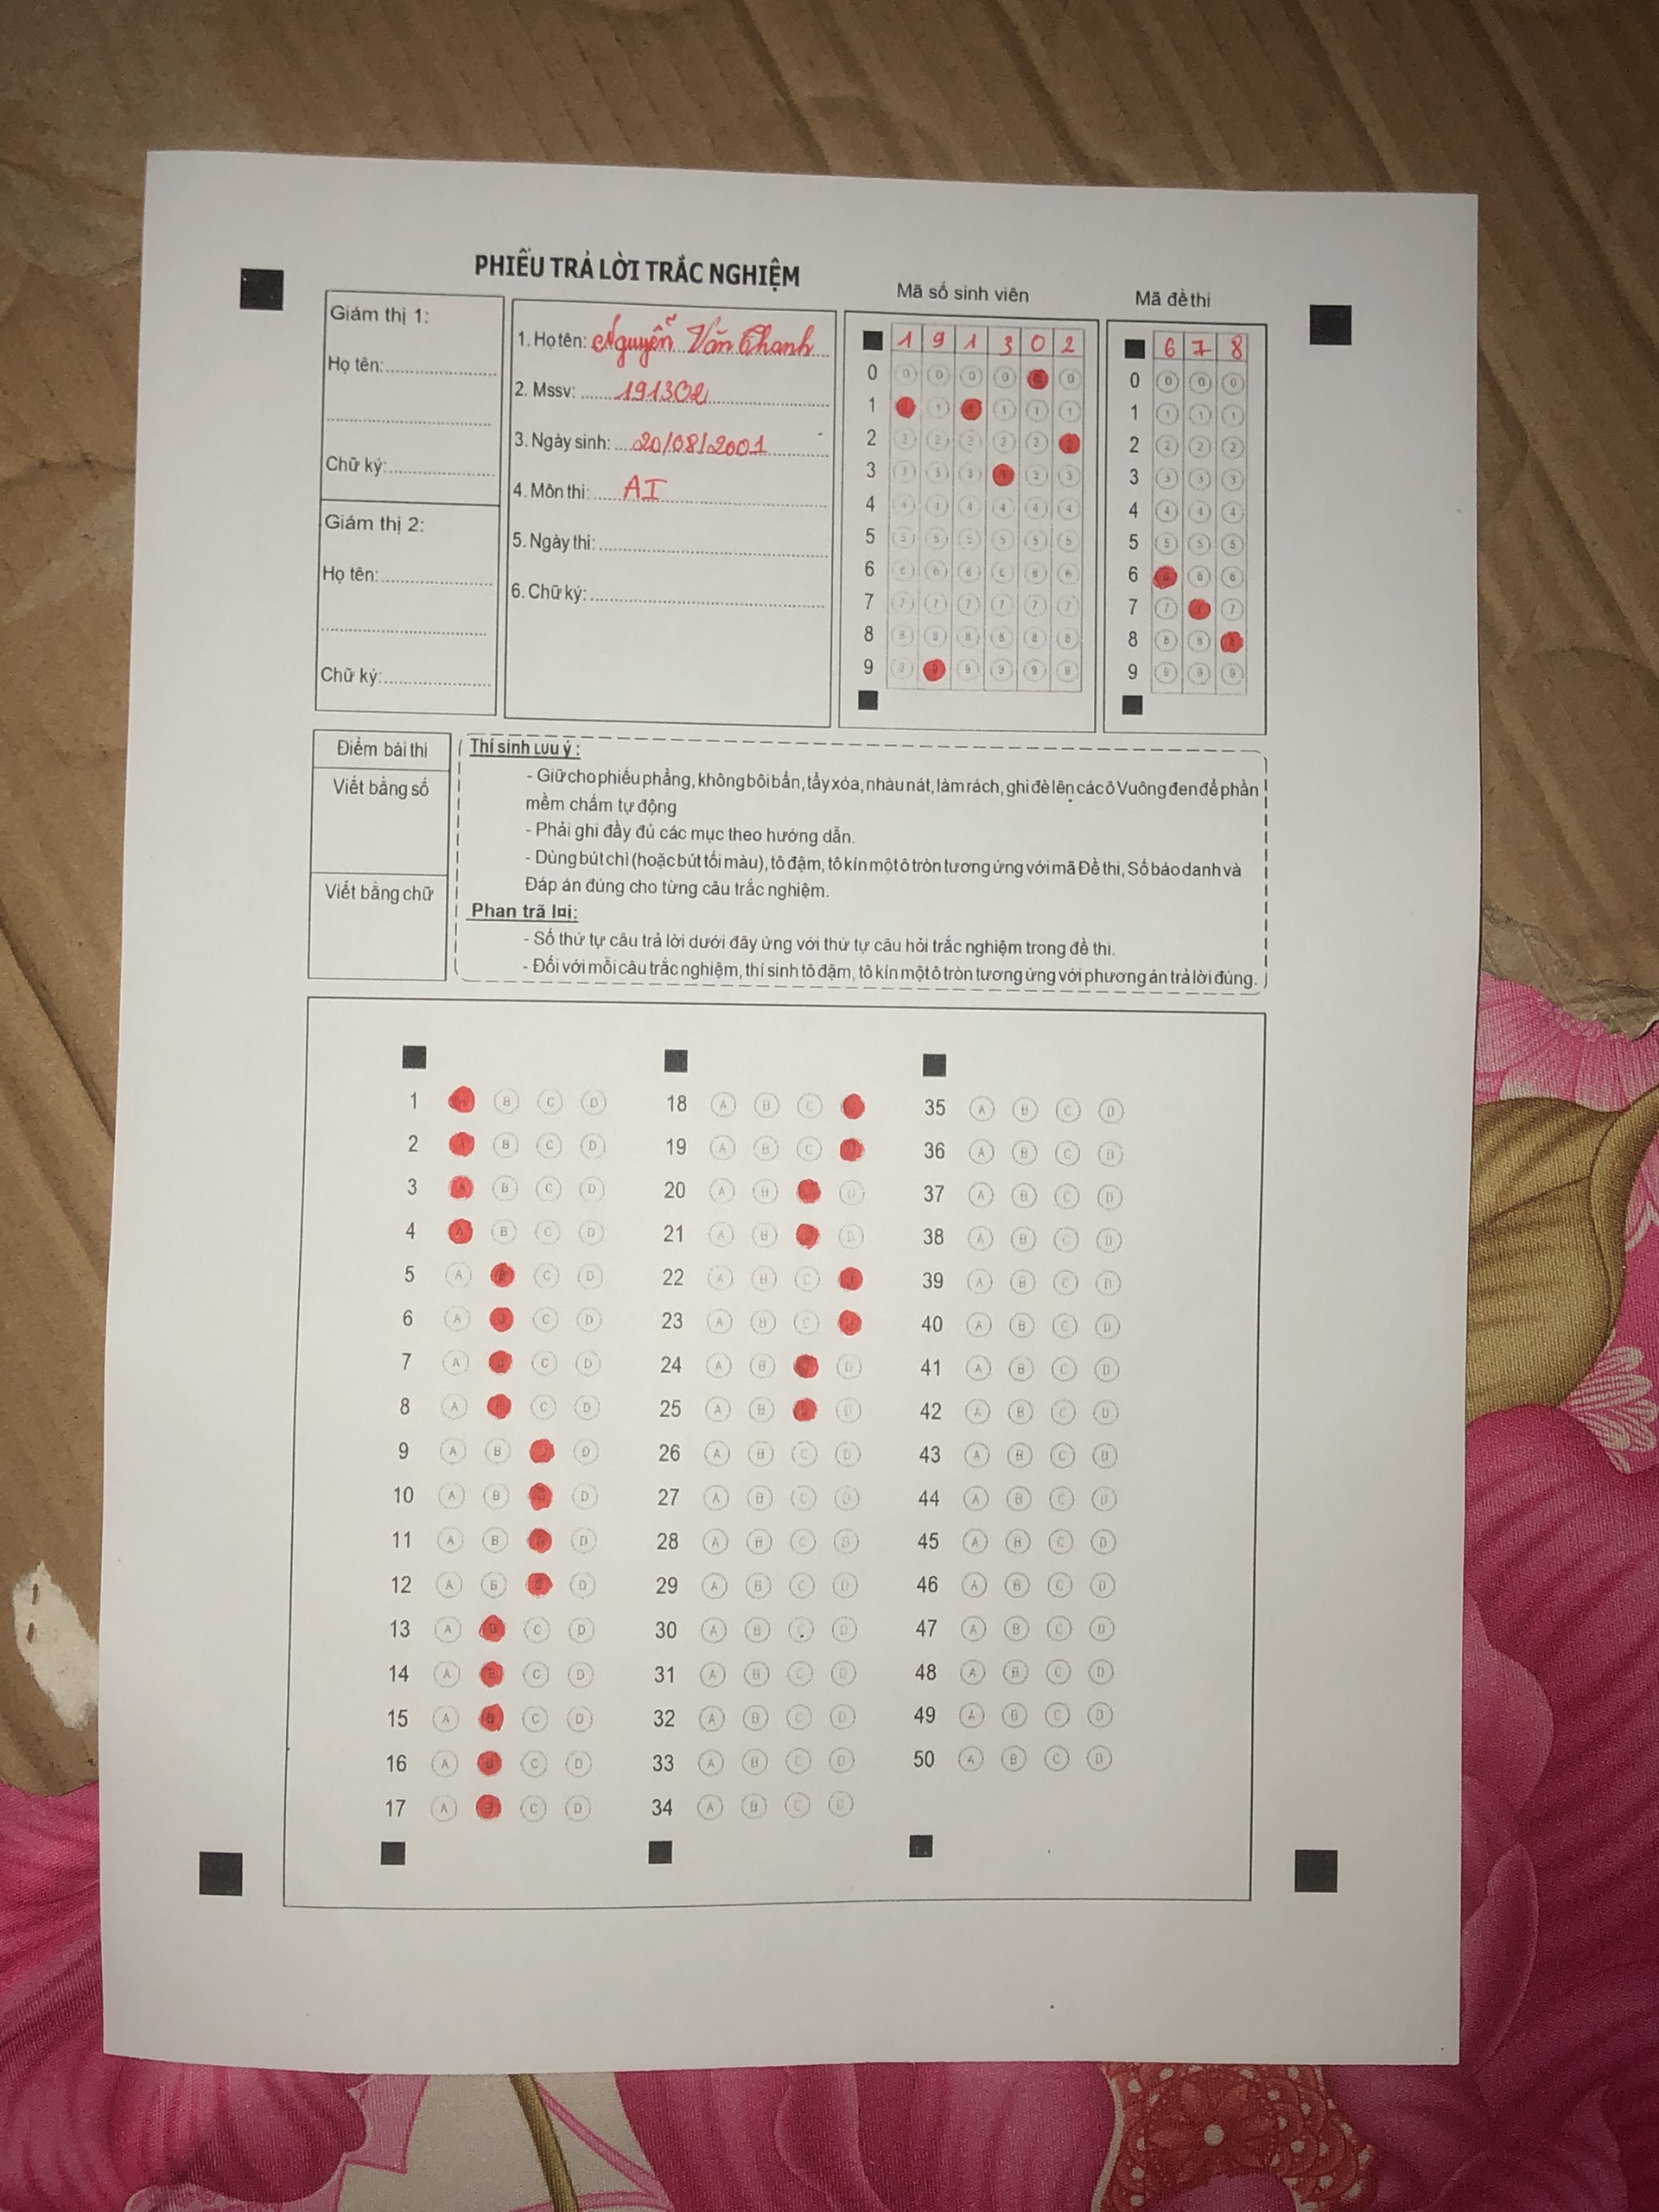 PHIẾU TRẢ LỜI TRẮC NGHIỆM
Giám thị 1:
Họ tên:
Chữ ký:
Giám thị 2:
Họ tên:
Chữ ký:
1. Họ tên: Nguyễn Văn Thanh
2. Mssv: 191302
3. Ngày sinh: 20/08/2001
4. Môn thi: AI
5. Ngày thi:
6. Chữ ký:
Mã số sinh viên
1 9 1 3 0 2
0 0 0 0 0 0
1 1 1 1 1
2 2 2 2 2 2
3 3 3 3 3
4 4 4 4 4 4 4
5 5 5 5 5 5 5
6 6 6 6 6 6 6
7 7 7 7 7 7 7
8 8 8 8 8 8 8
9 9 9 9 9 9 9
Mã đề thi
6 7 8
0 0 0 0
1 1 1 1
2 2 2 2
3 3 3 3
4 4 4 4
5 5 5 5
6 6 6
7 7 7
8 8 8
9 9 9 9
Điểm bài thi
Viết bằng số
Viết bằng chữ
Thí sinh Lưu ý :
- Giữ cho phiếu phẳng, không bôi bẩn, tẩy xóa, nhàu nát, làm rách, ghi đè lên các ô Vuông đen để phần
mềm chấm tự động
- Phải ghi đầy đủ các mục theo hướng dẫn.
- Dùng bút chì (hoặc bút tối màu), tô đậm, tô kín một ô tròn tương ứng với mã Đề thi, Số báo danh và
Đáp án đúng cho từng câu trắc nghiệm.
Phan trã lại:
- Số thứ tự câu trả lời dưới đây ứng với thứ tự câu hỏi trắc nghiệm trong đề thi.
- Đối với mỗi câu trắc nghiệm, thí sinh tô đậm, tô kín một ô tròn tương ứng với phương án trả lời đúng.
1 B C D
2 A B C D
3 A B C D
4 A B C D
5 A B C D
6 A C D
7 A C D
8 A C D
9 A B D
10 A B D
11 A B D
12 A B D
13 A B C D
14 A B C D
15 A B C D
16 A B C D
17 A C D
18 A B C
19 A B C
20 A B D
21 A B D
22 A B C
23 A B C
24 A B D
25 A B D
26 A B C D
27 A B C D
28 A B C D
29 A B C D
30 A B C D
31 A B C D
32 A B C D
33 A B C D
34 A B C D
35 A B C D
36 A B C D
37 A B C D
38 A B C D
39 A B C D
40 A B C D
41 A B C D
42 A B C D
43 A B C D
44 A B C D
45 A B C D
46 A B C D
47 A B C D
48 A B C D
49 A B C D
50 A B C D